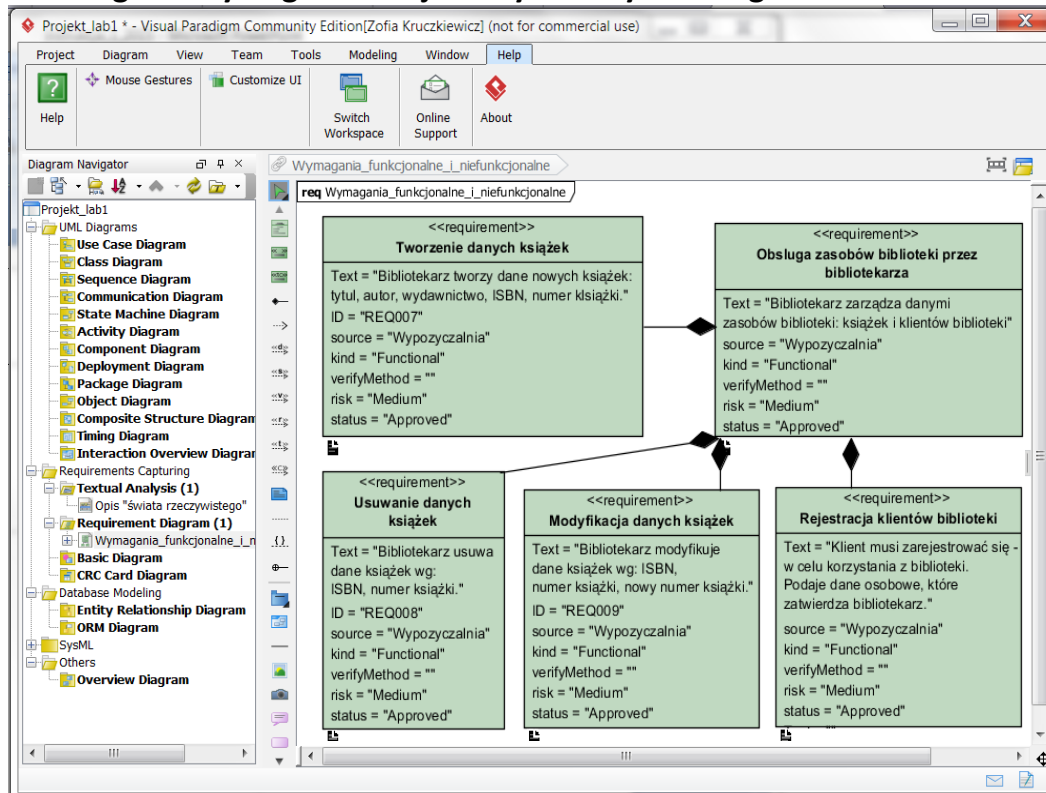 Projekt_lab1 * - Visual Paradigm Community Edition[Zofia Kruczkiewicz] (not for commercial use)
Project Diagram View Team Tools Modeling Window Help
Help
Mouse Gestures
Customize UI
Switch
Workspace
Online
Support
About
Diagram Navigator
Projekt_lab1
UML Diagrams
Use Case Diagram
Class Diagram
Sequence Diagram
Communication Diagram
State Machine Diagram
Activity Diagram
Component Diagram
Deployment Diagram
Package Diagram
Object Diagram
Composite Structure Diagram
Timing Diagram
Interaction Overview Diagrar
Requirements Capturing
Textual Analysis (1)
Opis "świata rzeczywistego"
Requirement Diagram (1)
Wymagania_funkcjonalne_i_n
Basic Diagram
CRC Card Diagram
Database Modeling
Entity Relationship Diagram
ORM Diagram
SysML
Others
Overview Diagram
Wymagania_funkcjonalne_i_niefunkcjonalne
req Wymagania_funkcjonalne_i_niefunkcjonalne
<<requirement>>
Tworzenie danych książek
Text = "Bibliotekarz tworzy dane nowych książek:
tytul, autor, wydawnictwo, ISBN, numer klsiążki."
ID = "REQ007"
source = "Wypozyczalnia"
kind = "Functional"
verifyMethod = ""
risk = "Medium"
status = "Approved"
<<requirement>>
Obsluga zasobów biblioteki przez
bibliotekarza
Text = "Bibliotekarz zarządza danymi
zasobów biblioteki: książek i klientów biblioteki"
source = "Wypozyczalnia"
kind = "Functional"
verifyMethod = ""
risk = "Medium"
status = "Approved"
<<requirement>>
Usuwanie danych
książek
Text = "Bibliotekarz usuwa
dane książek wg:
ISBN, numer książki."
ID = "REQ008"
source = "Wypozyczalnia"
kind = "Functional"
verifyMethod = ""
risk = "Medium"
status = "Approved"
<<requirement>>
Modyfikacja danych książek
Text = "Bibliotekarz modyfikuje
dane książek wg: ISBN,
numer książki, nowy numer książki."
ID = "REQ009"
source = "Wypozyczalnia"
kind = "Functional"
verifyMethod = ""
risk = "Medium"
status = "Approved"
<<requirement>>
Rejestracja klientów biblioteki
Text = "Klient musi zarejestrować się -
w celu korzystania z biblioteki.
Podaje dane osobowe, które
zatwierdza bibliotekarz."
source = "Wypozyczalnia"
kind = "Functional"
verifyMethod = ""
risk = "Medium"
status = "Approved"